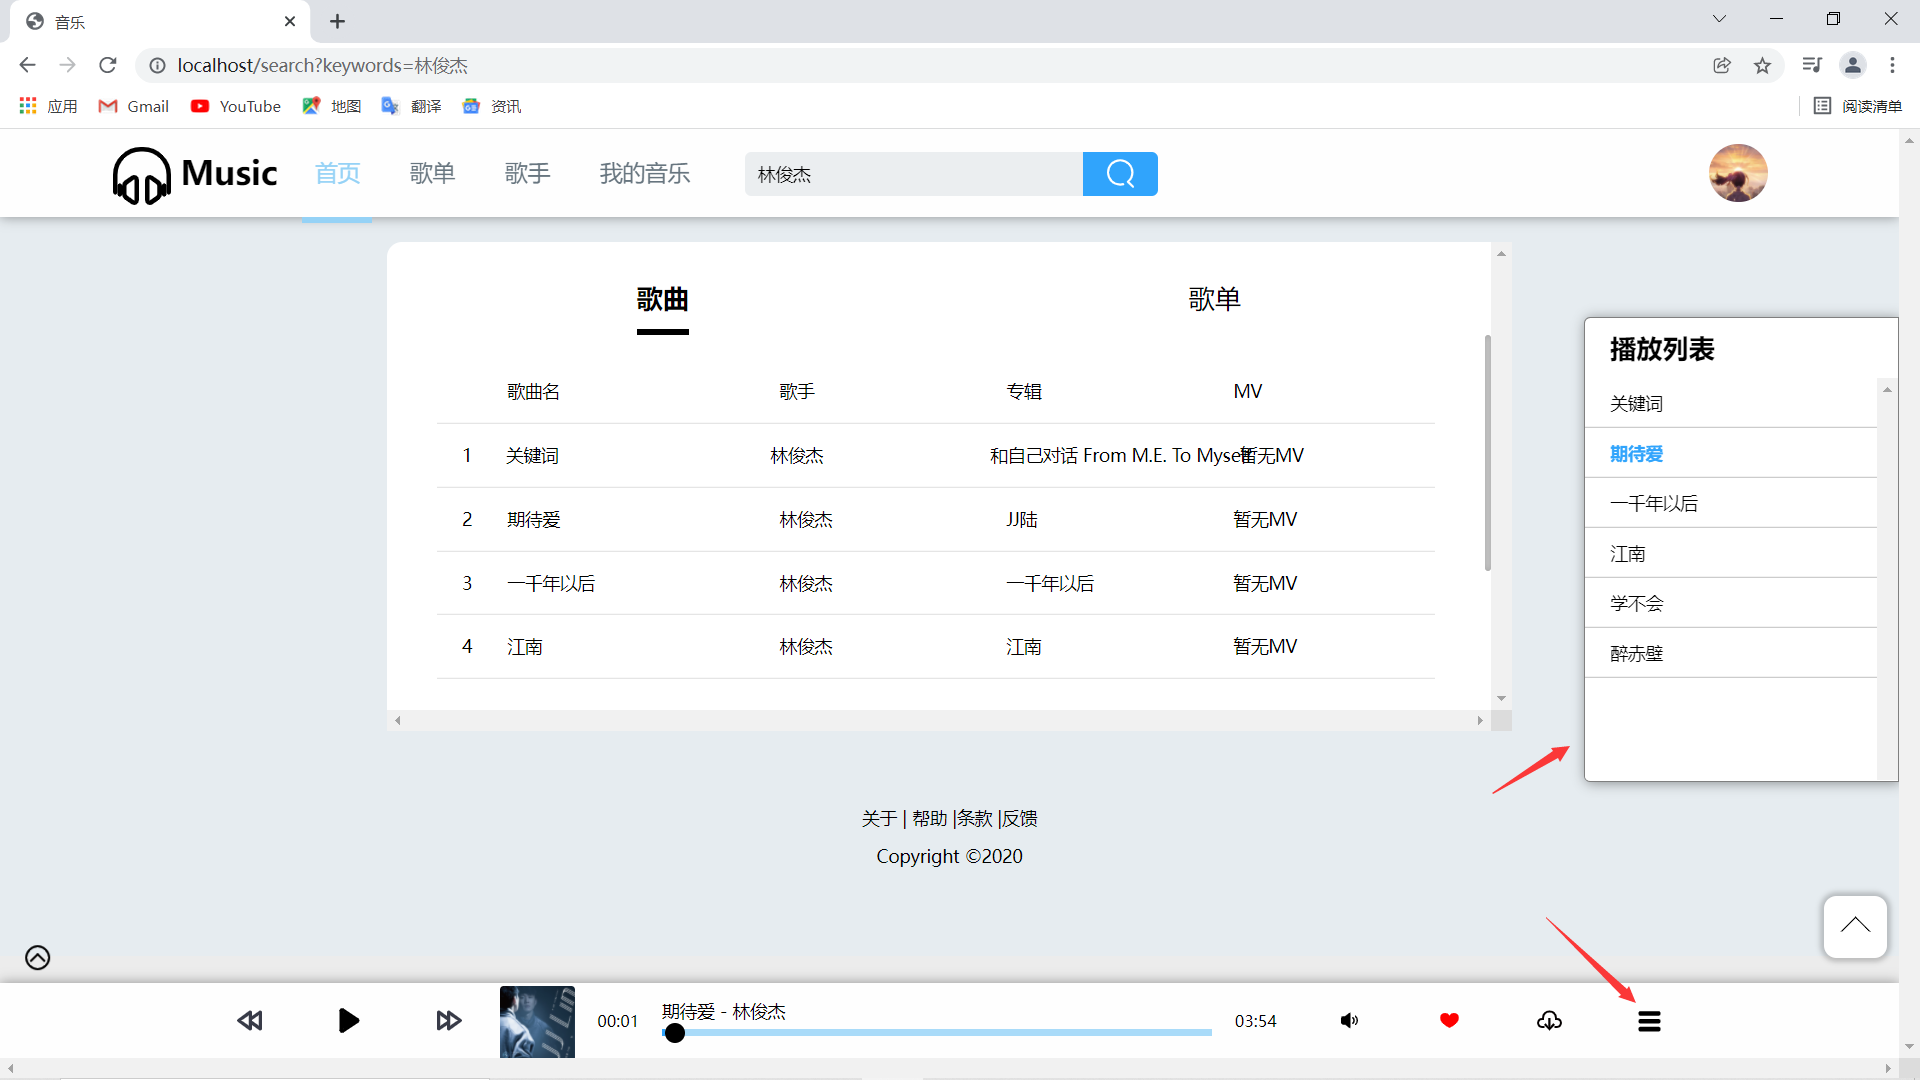 音乐
localhost/search?keywords=林俊杰
应用 Gmail YouTube 地图 翻译 资讯 阅读清单
Music 首页 歌单 歌手 我的音乐 林俊杰
歌曲 歌单
歌曲名 歌手 专辑 MV
1 关键词 林俊杰 和自己对话 From M.E. To Myself 暂无MV
2 期待爱 林俊杰 JJ陆 暂无MV
3 一千年以后 林俊杰 一千年以后 暂无MV
4 江南 林俊杰 江南 暂无MV
播放列表
关键词
期待爱
一千年以后
江南
学不会
醉赤壁
关于 | 帮助 |条款 |反馈
Copyright ©2020
JJ Lin
00:01 期待爱 - 林俊杰 03:54